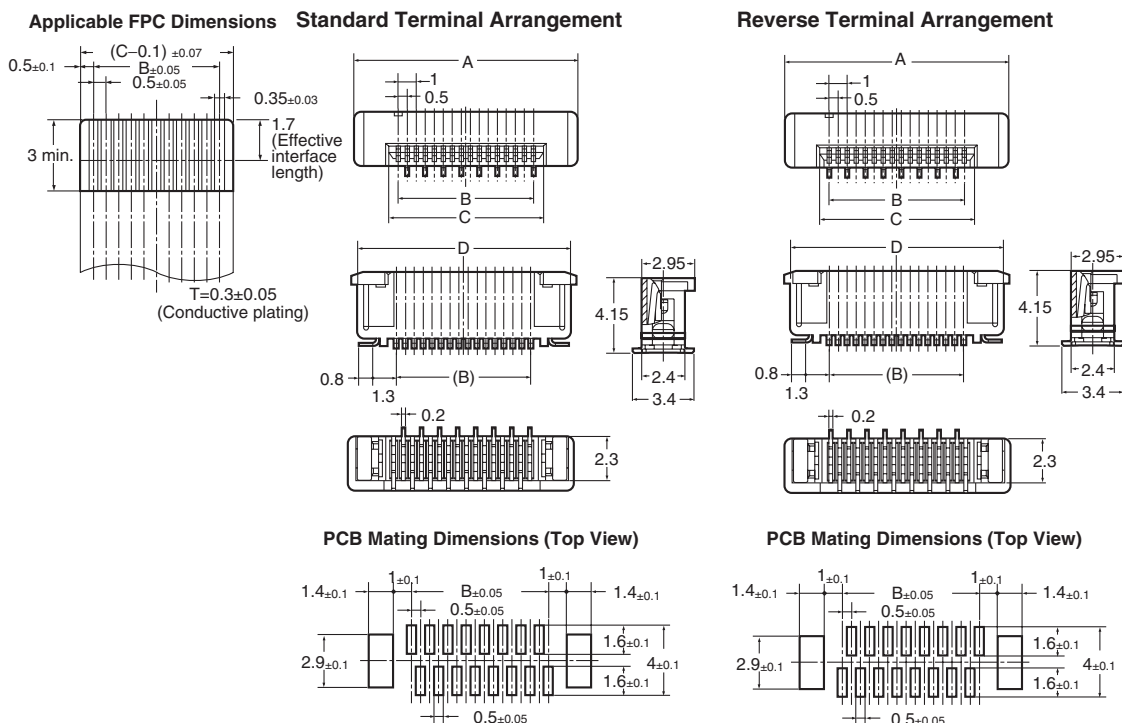 Applicable FPC Dimensions
(C−0.1) ±0.07
0.5±0.1
B±0.05
0.5±0.05
0.35±0.03
3 min.
1.7
(Effective
interface
length)
T=0.3±0.05
(Conductive plating)
Standard Terminal Arrangement
A
1
0.5
B
C
D
2.95
4.15
0.8
1.3
(B)
2.4
3.4
0.2
2.3
PCB Mating Dimensions (Top View)
1±0.1
1±0.1
1.4±0.1
B±0.05
1.4±0.1
0.5±0.05
2.9±0.1
1.6±0.1
4±0.1
1.6±0.1
0.5±0.05
Reverse Terminal Arrangement
A
1
0.5
B
C
D
2.95
4.15
0.8
1.3
(B)
2.4
3.4
0.2
2.3
PCB Mating Dimensions (Top View)
1±0.1
1±0.1
1.4±0.1
B±0.05
1.4±0.1
0.5±0.05
2.9±0.1
1.6±0.1
4±0.1
1.6±0.1
0.5±0.05